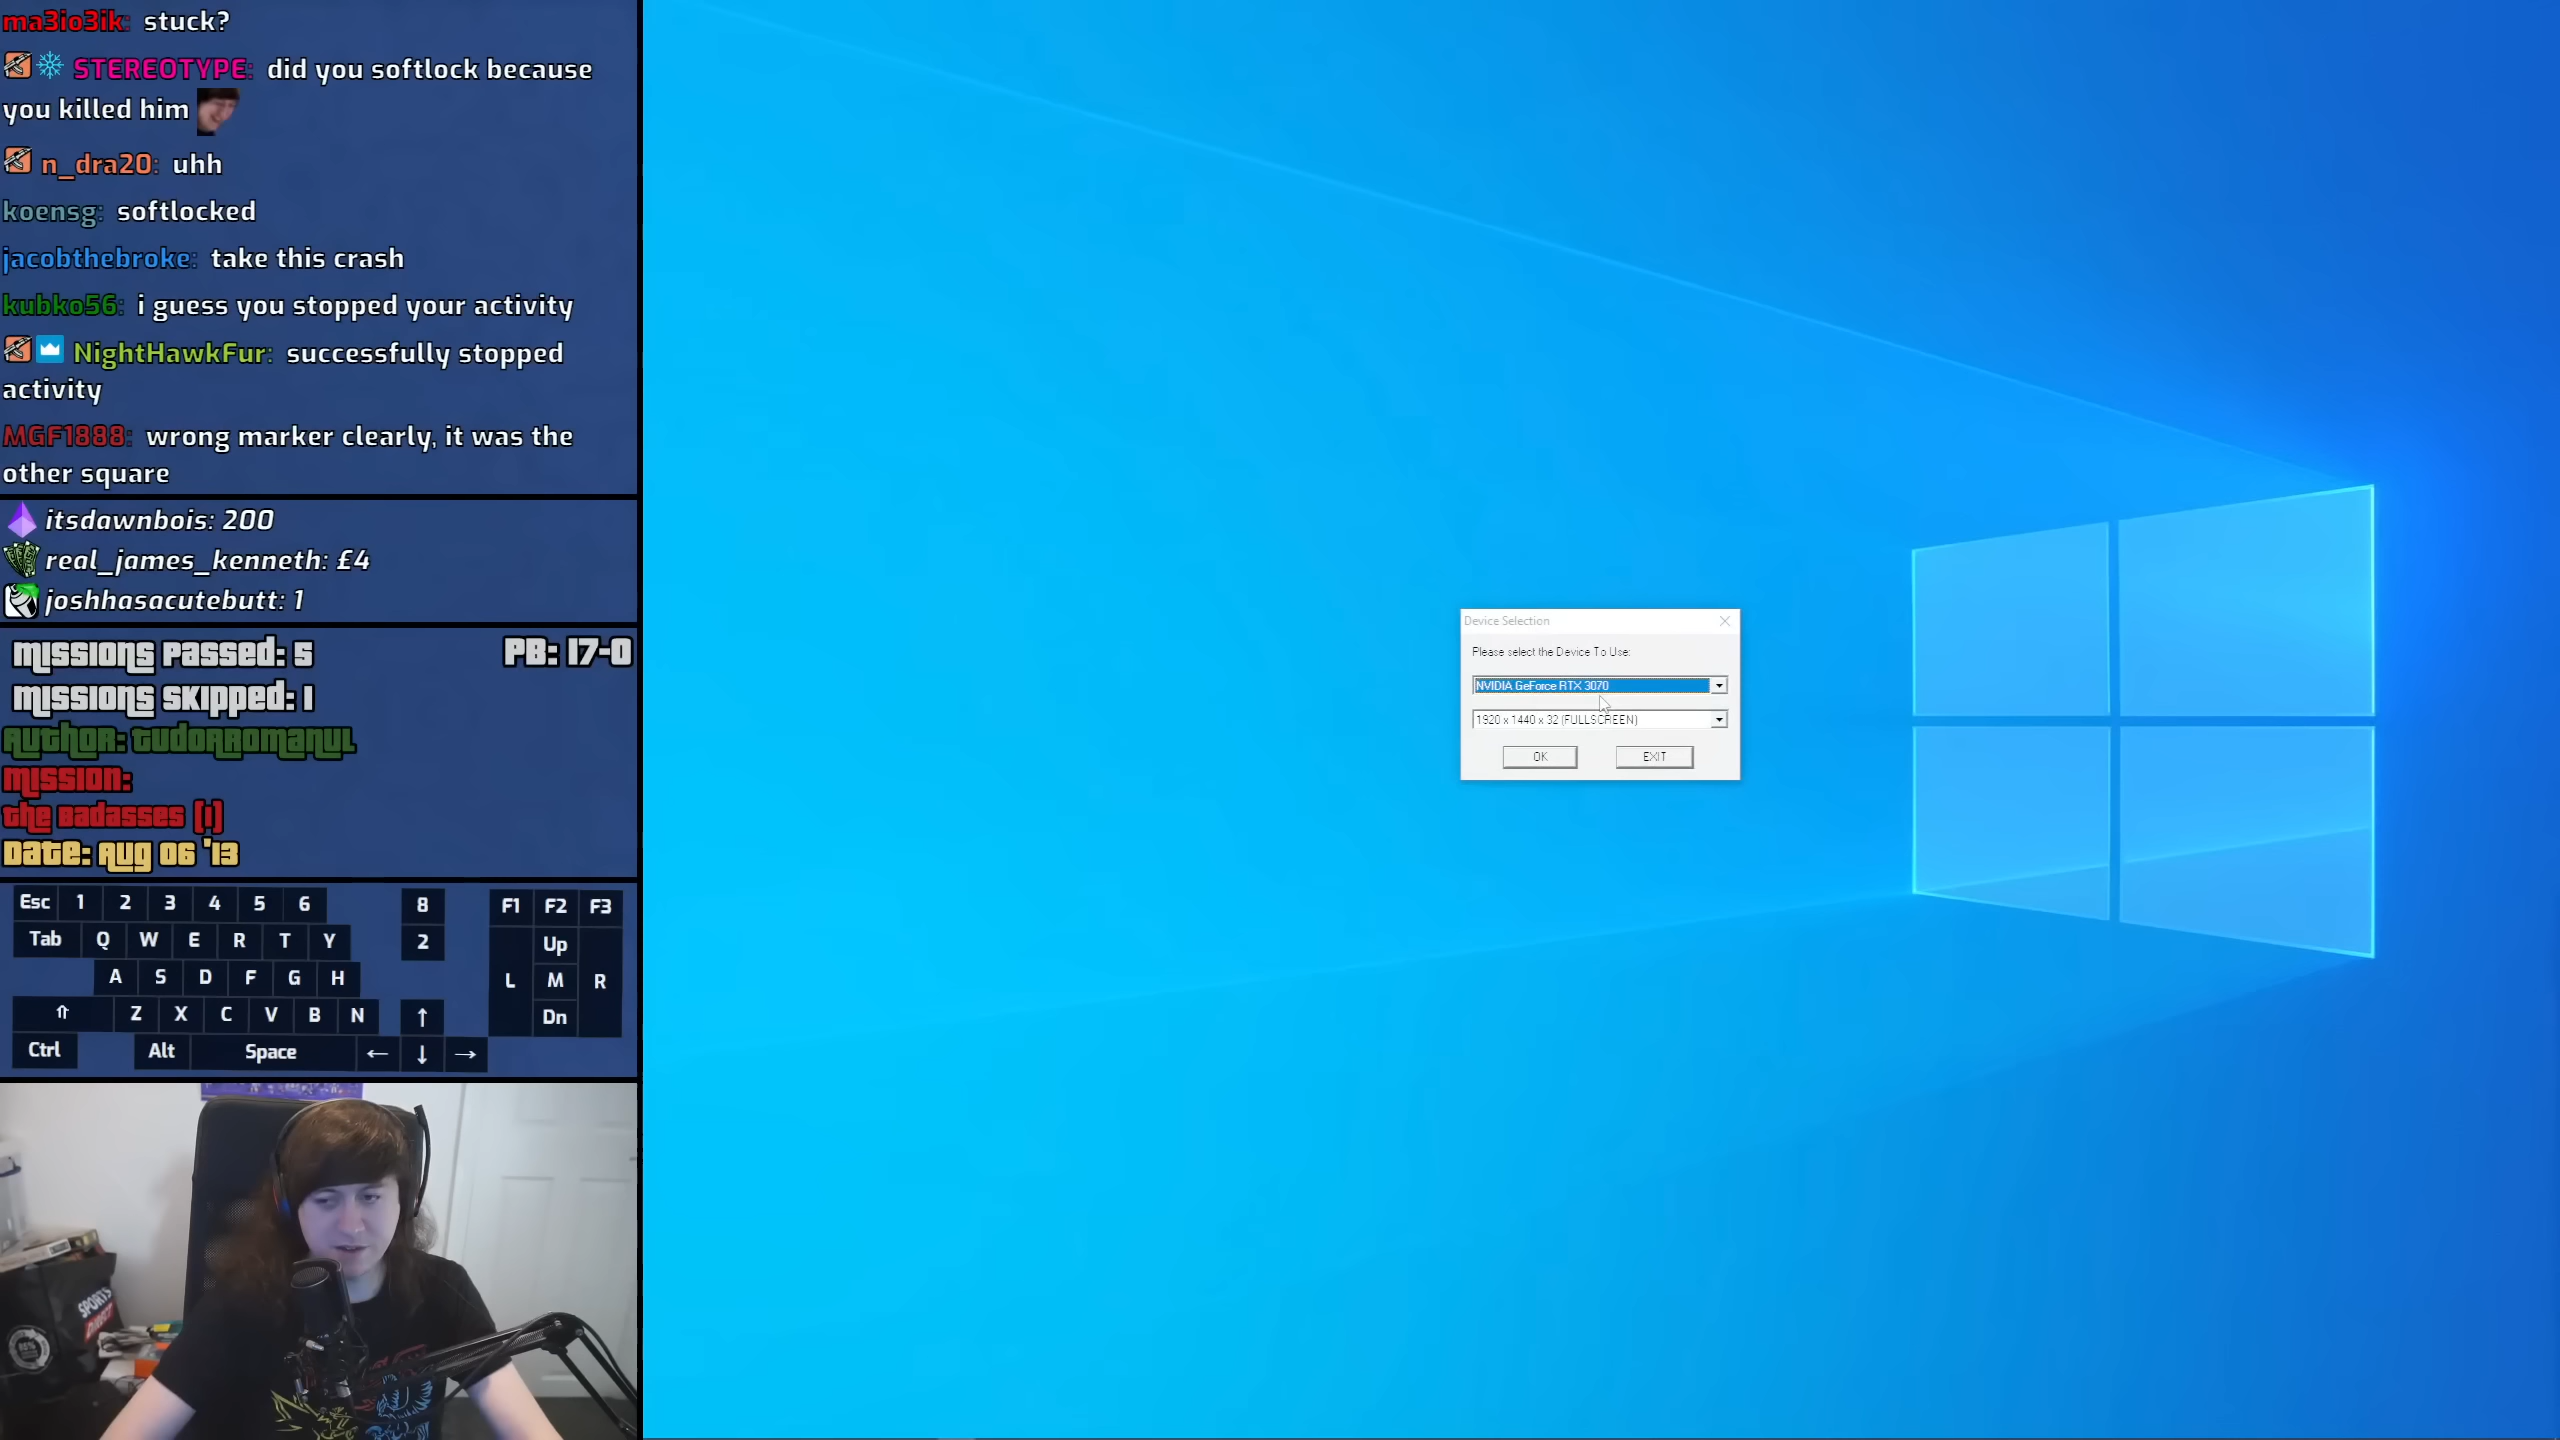 ma3io3ik: stuck?
STEREOTYPE: did you softlock because
you killed him
n_dra20: uhh
koensg: softlocked
jacobthebroke: take this crash
kubko56: i guess you stopped your activity
NightHawkFur: successfully stopped
activity
MGF1888: wrong marker clearly, it was the
other square
itsdawnbois: 200
real_james_kenneth: £4
joshhasacutebutt: 1
Missions Passed: 5 PB: 17-0
Missions Skipped: 1
Author: tudorromanul
Mission:
The Badasses (!)
Date: Aug 06 '13
Esc 1 2 3 4 5 6 8 F1 F2 F3
Tab Q W E R T Y 2 Up
A S D F G H L M R
⇧ Z X C V B N ↑ Dn
Ctrl Alt Space ← ↓ →
SPORTS
DIRECT
Device Selection
Please select the Device To Use:
NVIDIA GeForce RTX 3070
1920 x 1440 x 32 (FULLSCREEN)
OK EXIT